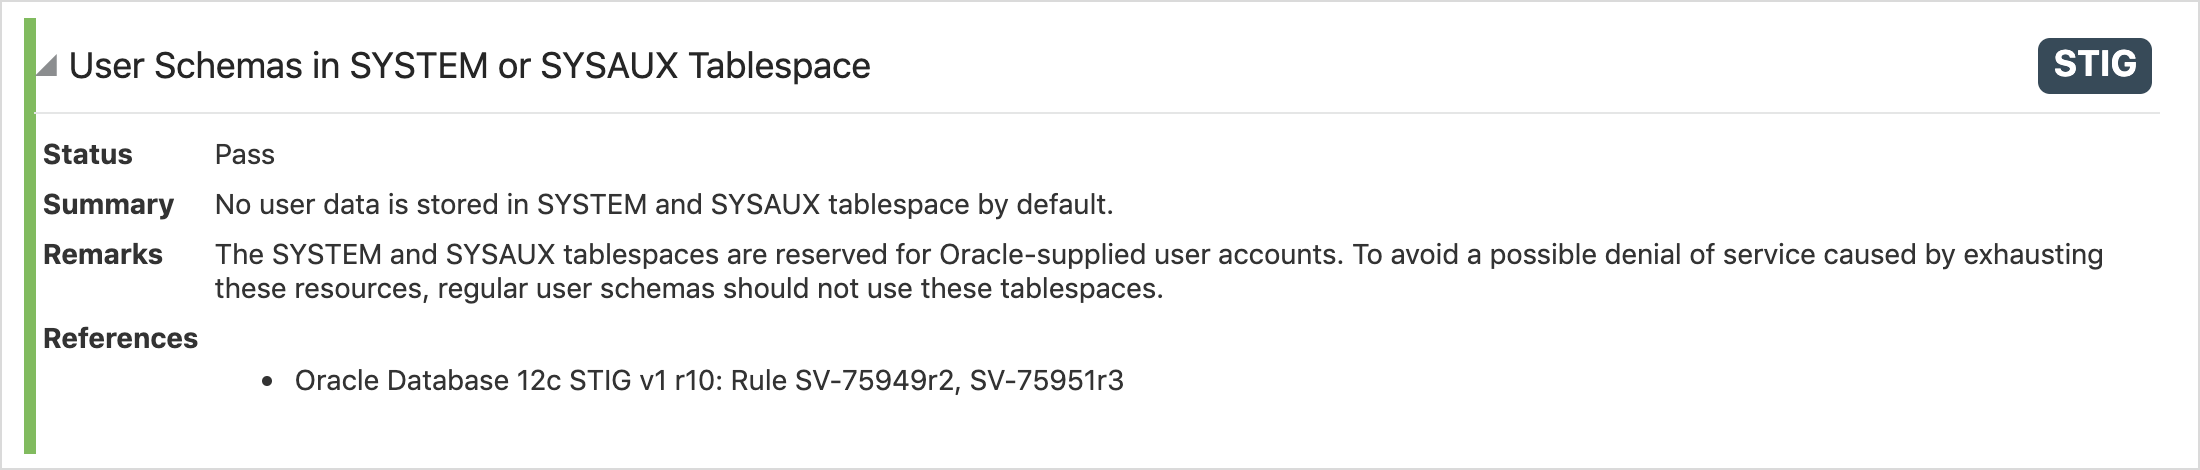 User Schemas in SYSTEM or SYSAUX Tablespace
STIG
Status Pass
Summary No user data is stored in SYSTEM and SYSAUX tablespace by default.
Remarks The SYSTEM and SYSAUX tablespaces are reserved for Oracle-supplied user accounts. To avoid a possible denial of service caused by exhausting
these resources, regular user schemas should not use these tablespaces.
References
• Oracle Database 12c STIG v1 r10: Rule SV-75949r2, SV-75951r3